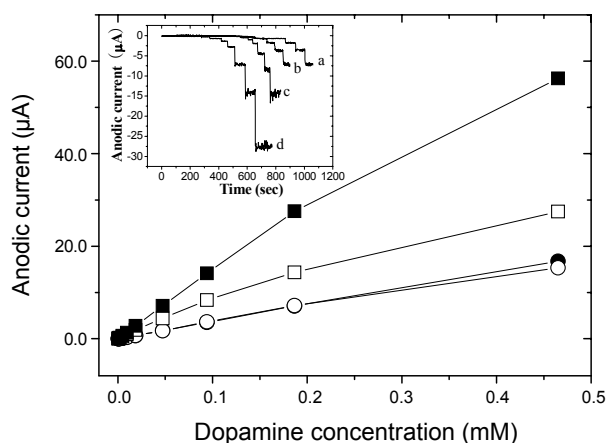 60.0
40.0
20.0
0.0
0.0
0.1
0.2
0.3
0.4
0.5
Anodic current (µA)
Dopamine concentration (mM)
0
-5
-10
-15
-20
-25
-30
0 200 400 600 800 1000 1200
Anodic current (µA)
Time (sec)
a
b
c
d